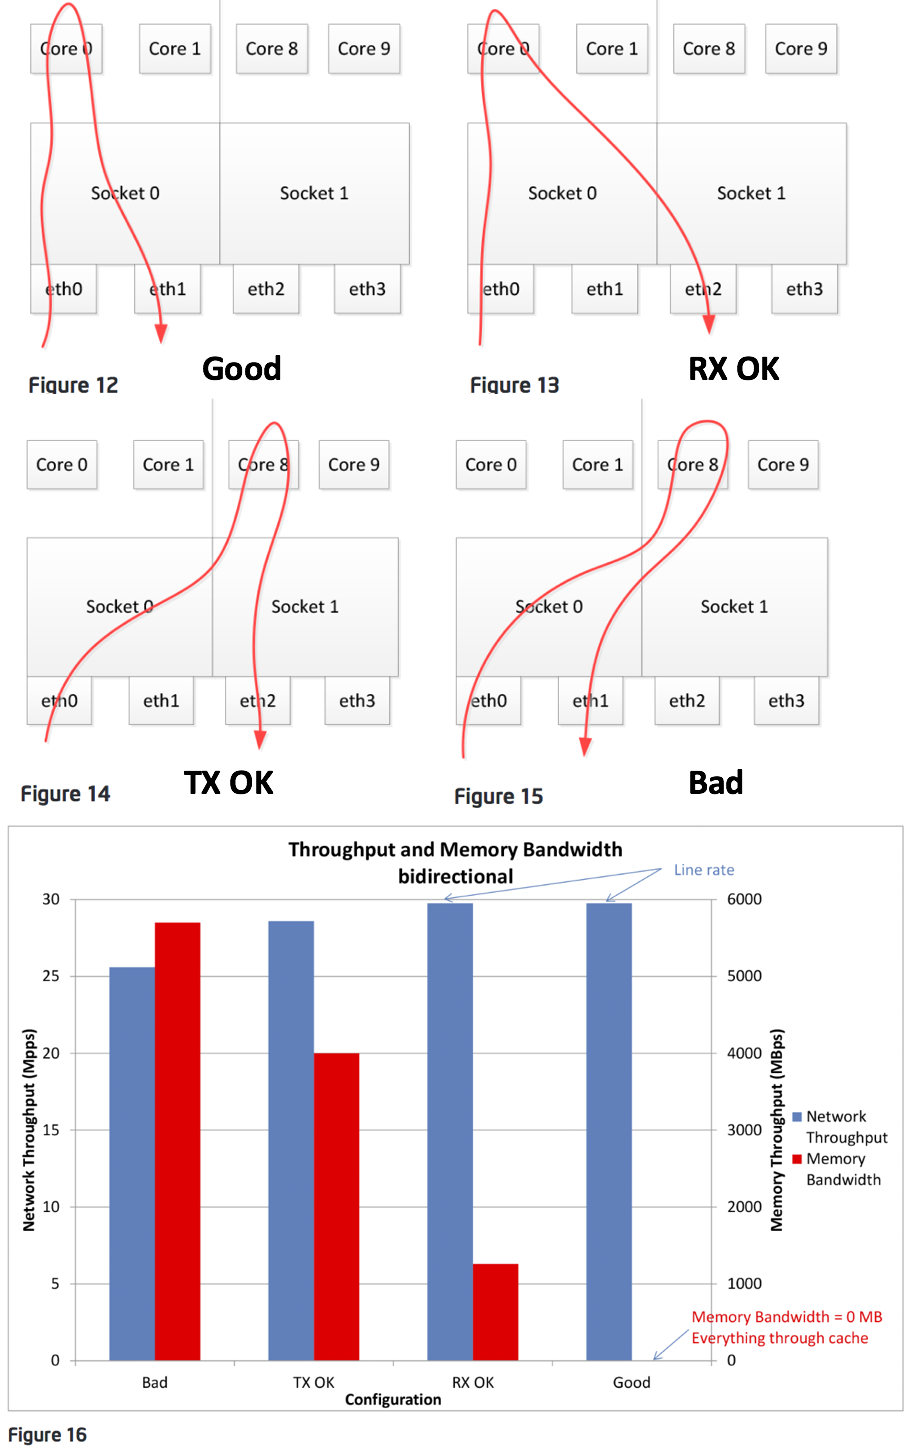 Core 0 Core 1 Core 8 Core 9
Socket 0 Socket 1
eth0 eth1 eth2 eth3
Good
Figure 12
Core 0 Core 1 Core 8 Core 9
Socket 0 Socket 1
eth0 eth1 eth2 eth3
RX OK
Figure 13
Core 0 Core 1 Core 8 Core 9
Socket 0 Socket 1
eth0 eth1 eth2 eth3
TX OK
Figure 14
Core 0 Core 1 Core 8 Core 9
Socket 0 Socket 1
eth0 eth1 eth2 eth3
Bad
Figure 15
Throughput and Memory Bandwidth
bidirectional
Line rate
Network Throughput (Mpps)
30
25
20
15
10
5
0
6000
5000
4000
3000
2000
1000
0
Memory Throughput (MBps)
Network
Throughput
Memory
Bandwidth
Memory Bandwidth = 0 MB
Everything through cache
Bad TX OK RX OK Good
Configuration
Figure 16